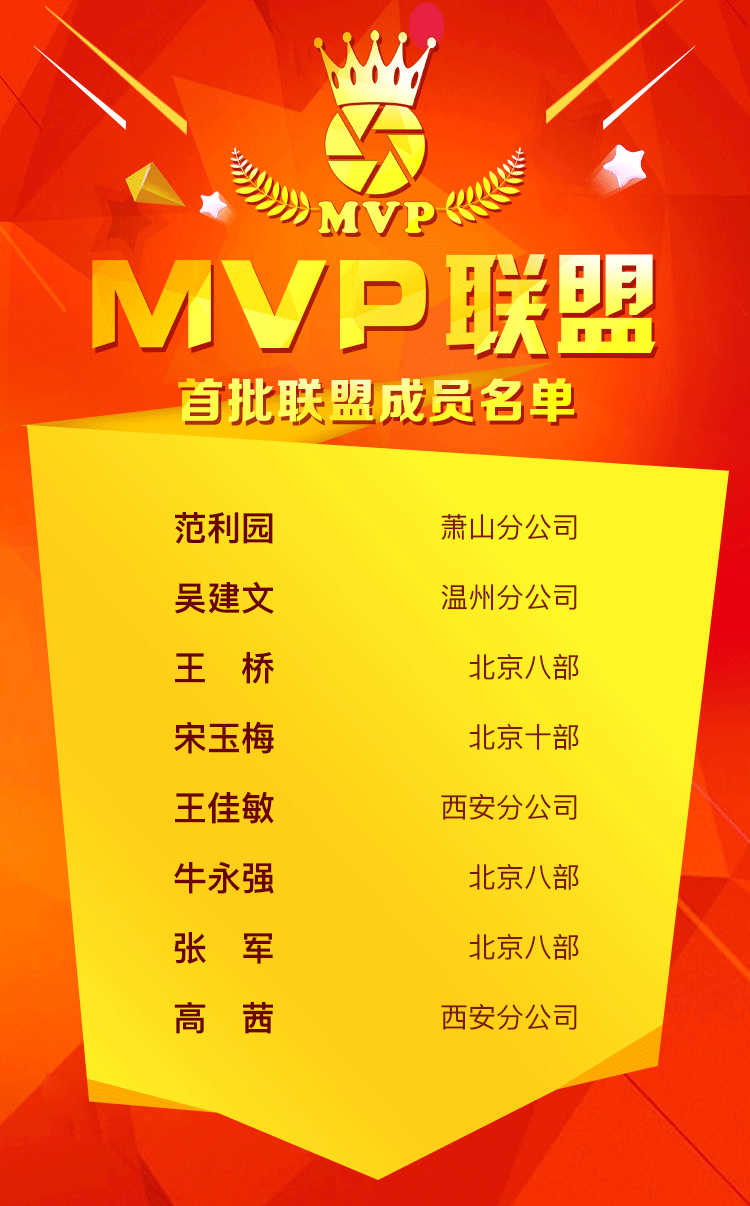 MVP
MVP联盟
首批联盟成员名单
范利园 萧山分公司
吴建文 温州分公司
王 桥 北京八部
宋玉梅 北京十部
王佳敏 西安分公司
牛永强 北京八部
张 军 北京八部
高 茜 西安分公司